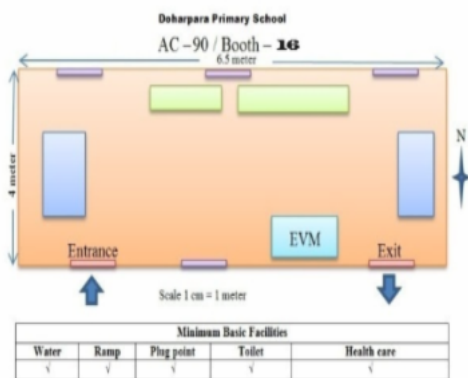 Doharpara Primary School
AC –90 / Booth – 16
6.5 meter
4 meter
N
EVM
Entrance
Exit
Scale 1 cm = 1 meter
Minimum Basic Facilities
Water Ramp Plug point Toilet Health care
√ √ √ √ √